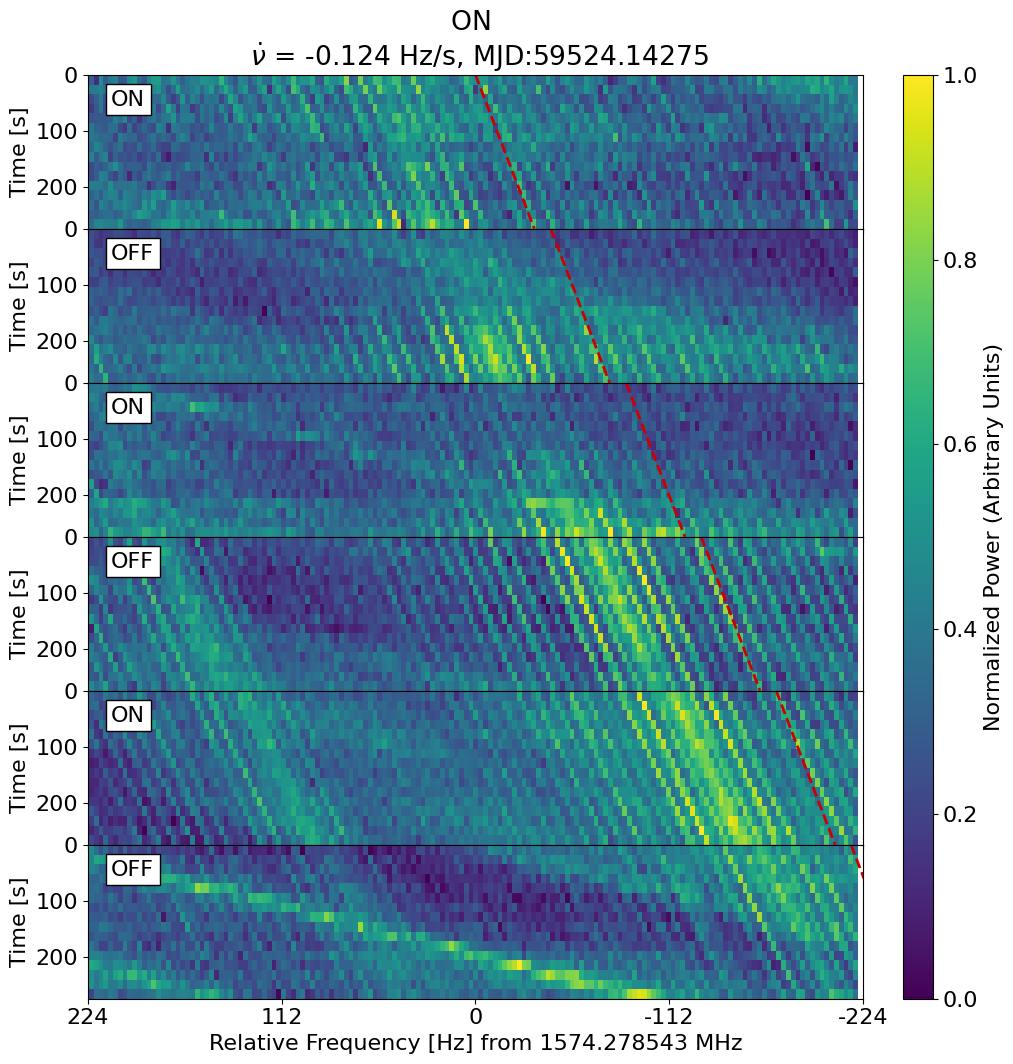 ON
ν̇ = -0.124 Hz/s, MJD:59524.14275
0
100
200
Time [s]
ON
0
100
200
Time [s]
OFF
0
100
200
Time [s]
ON
0
100
200
Time [s]
OFF
0
100
200
Time [s]
ON
0
100
200
Time [s]
OFF
224
112
0
-112
-224
Relative Frequency [Hz] from 1574.278543 MHz
1.0
0.8
0.6
0.4
0.2
0.0
Normalized Power (Arbitrary Units)